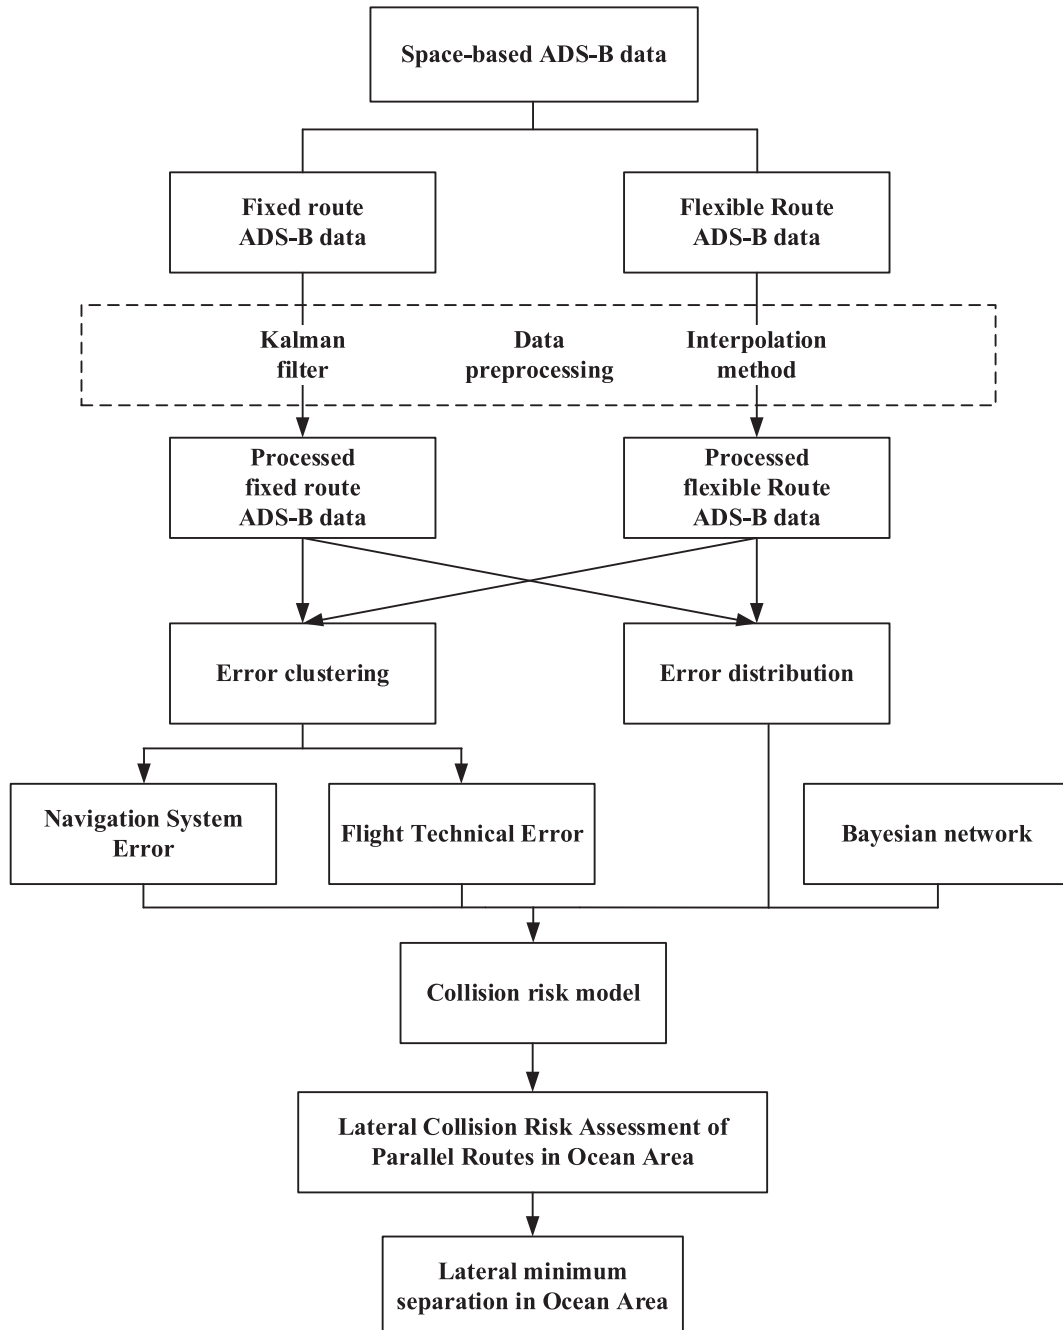 Space-based ADS-B data
Fixed route
ADS-B data
Flexible Route
ADS-B data
Kalman
filter
Data
preprocessing
Interpolation
method
Processed
fixed route
ADS-B data
Processed
flexible Route
ADS-B data
Error clustering
Error distribution
Navigation System
Error
Flight Technical Error
Bayesian network
Collision risk model
Lateral Collision Risk Assessment of
Parallel Routes in Ocean Area
Lateral minimum
separation in Ocean Area